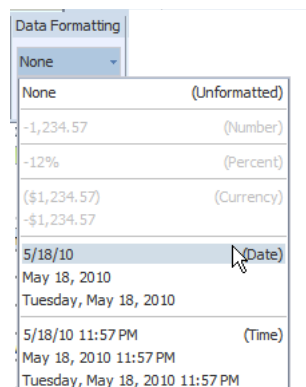 Data Formatting
None
None (Unformatted)
-1,234.57 (Number)
-12% (Percent)
($1,234.57) (Currency)
-$1,234.57
5/18/10 (Date)
May 18, 2010
Tuesday, May 18, 2010
5/18/10 11:57 PM (Time)
May 18, 2010 11:57 PM
Tuesday, May 18, 2010 11:57 PM